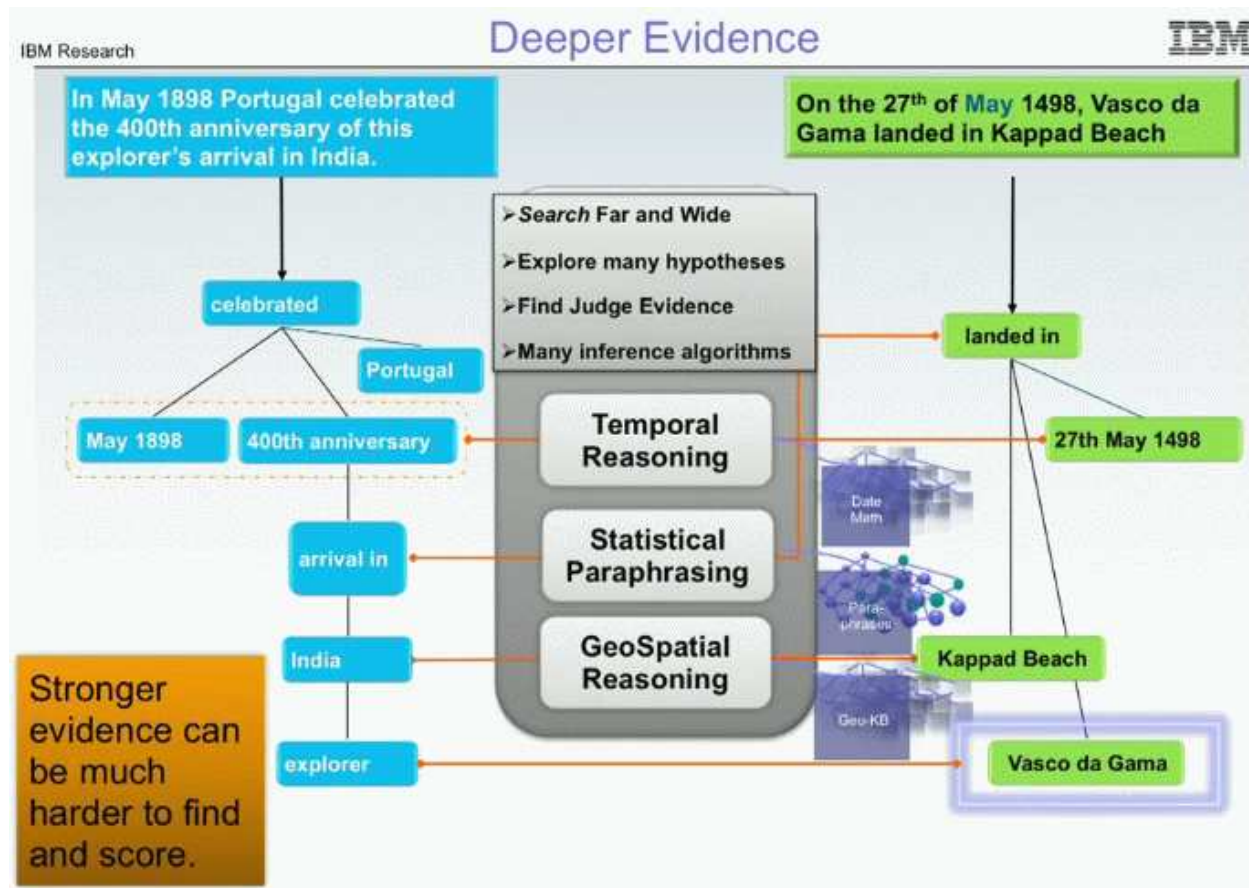 IBM Research
Deeper Evidence
IBM
In May 1898 Portugal celebrated
the 400th anniversary of this
explorer's arrival in India.
On the 27th of May 1498, Vasco da
Gama landed in Kappad Beach
➢Search Far and Wide
➢Explore many hypotheses
➢Find Judge Evidence
➢Many inference algorithms
celebrated
Portugal
May 1898
400th anniversary
arrival in
India
explorer
Temporal
Reasoning
Statistical
Paraphrasing
GeoSpatial
Reasoning
Date
Math
Para-
phrases
Geo-KB
landed in
27th May 1498
Kappad Beach
Vasco da Gama
Stronger
evidence can
be much
harder to find
and score.